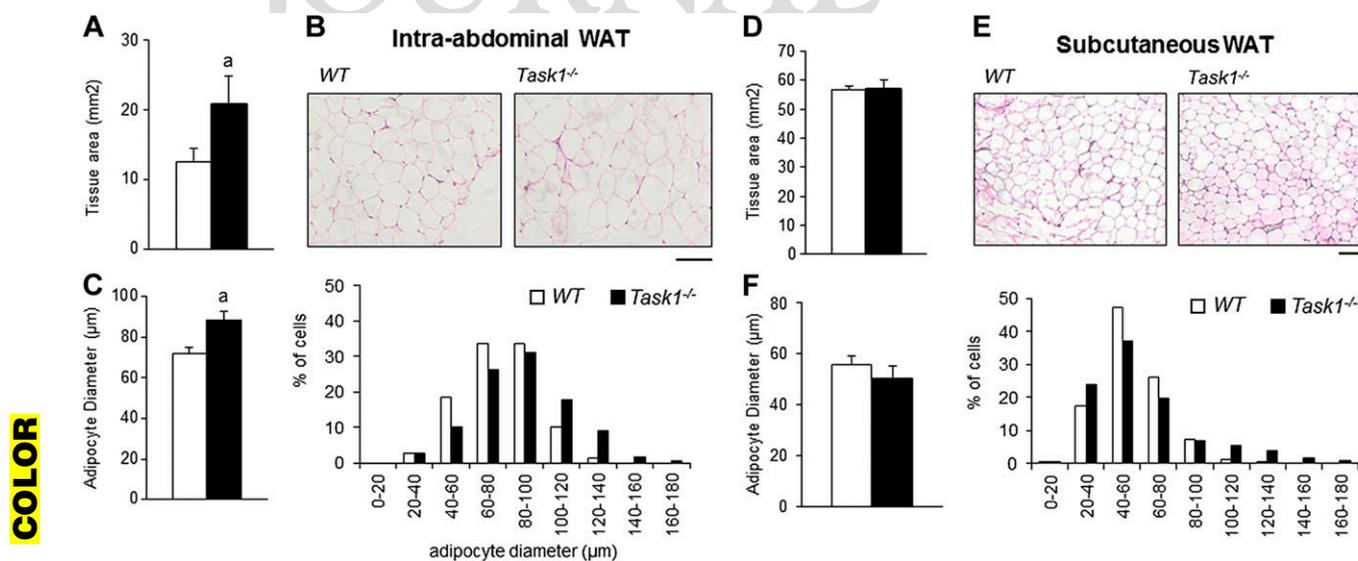 JOURNAL
A
Tissue area (mm2)
30
20
10
0
a
B
Intra-abdominal WAT
WT
Task1-/-
C
Adipocyte Diameter (µm)
100
80
60
40
20
0
a
% of cells
50
40
30
20
10
0
WT
Task1-/-
0-20
20-40
40-60
60-80
80-100
100-120
120-140
140-160
160-180
adipocyte diameter (µm)
D
Tissue area (mm2)
70
60
50
40
30
20
10
0
E
Subcutaneous WAT
WT
Task1-/-
F
Adipocyte Diameter (µm)
80
60
40
20
0
% of cells
50
40
30
20
10
0
WT
Task1-/-
0-20
20-40
40-60
60-80
80-100
100-120
120-140
140-160
160-180
COLOR